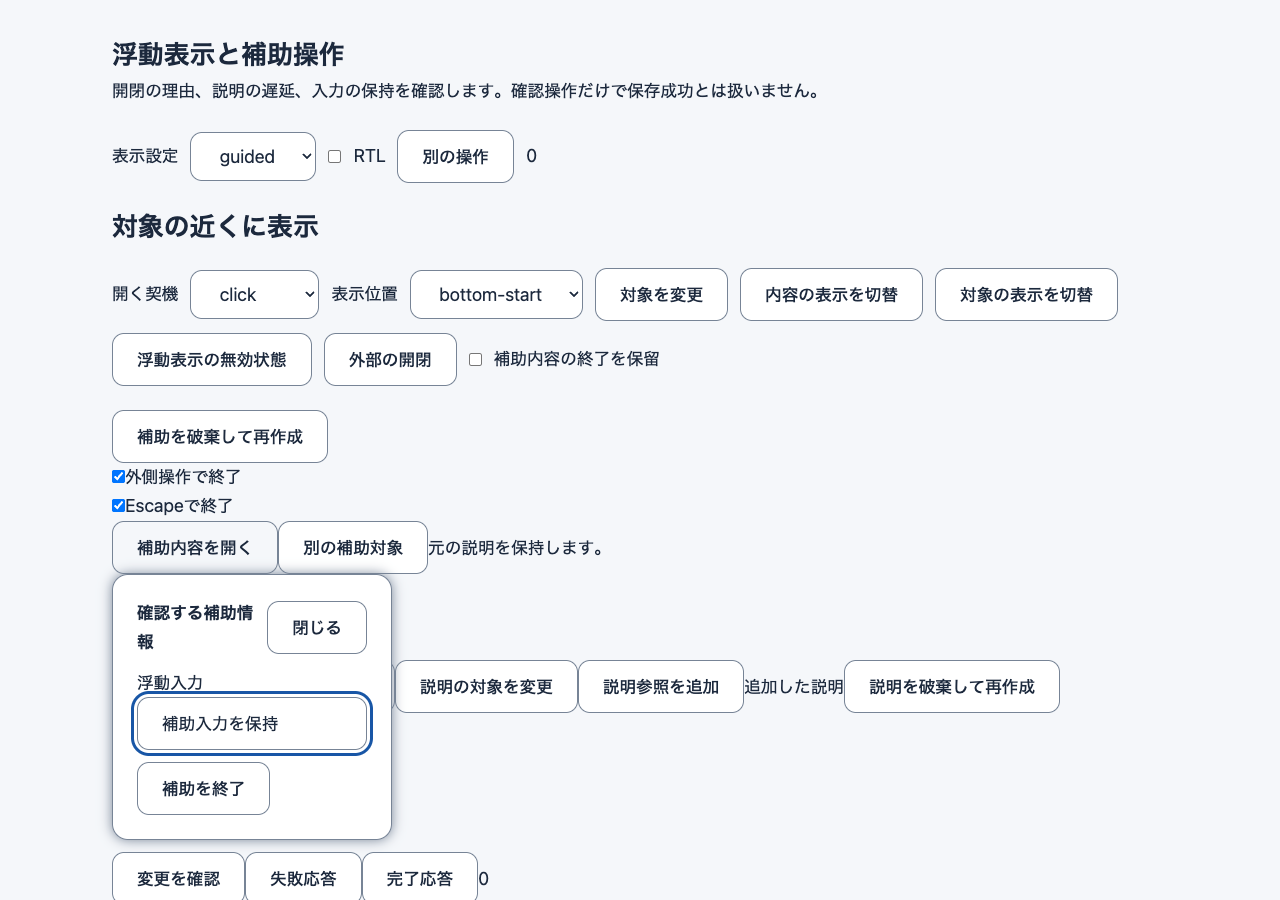 浮動表示と補助操作
開閉の理由、説明の遅延、入力の保持を確認します。確認操作だけで保存成功とは扱いません。
表示設定 guided RTL 別の操作 0
対象の近くに表示
開く契機 click 表示位置 bottom-start 対象を変更 内容の表示を切替 対象の表示を切替
浮動表示の無効状態 外部の開閉 補助内容の終了を保留
補助を破棄して再作成
外側操作で終了
Escapeで終了
補助内容を開く 別の補助対象 元の説明を保持します。
確認する補助情
報
閉じる
浮動入力
補助入力を保持
補助を終了
説明の対象を変更 説明参照を追加 追加した説明 説明を破棄して再作成
変更を確認 失敗応答 完了応答 0